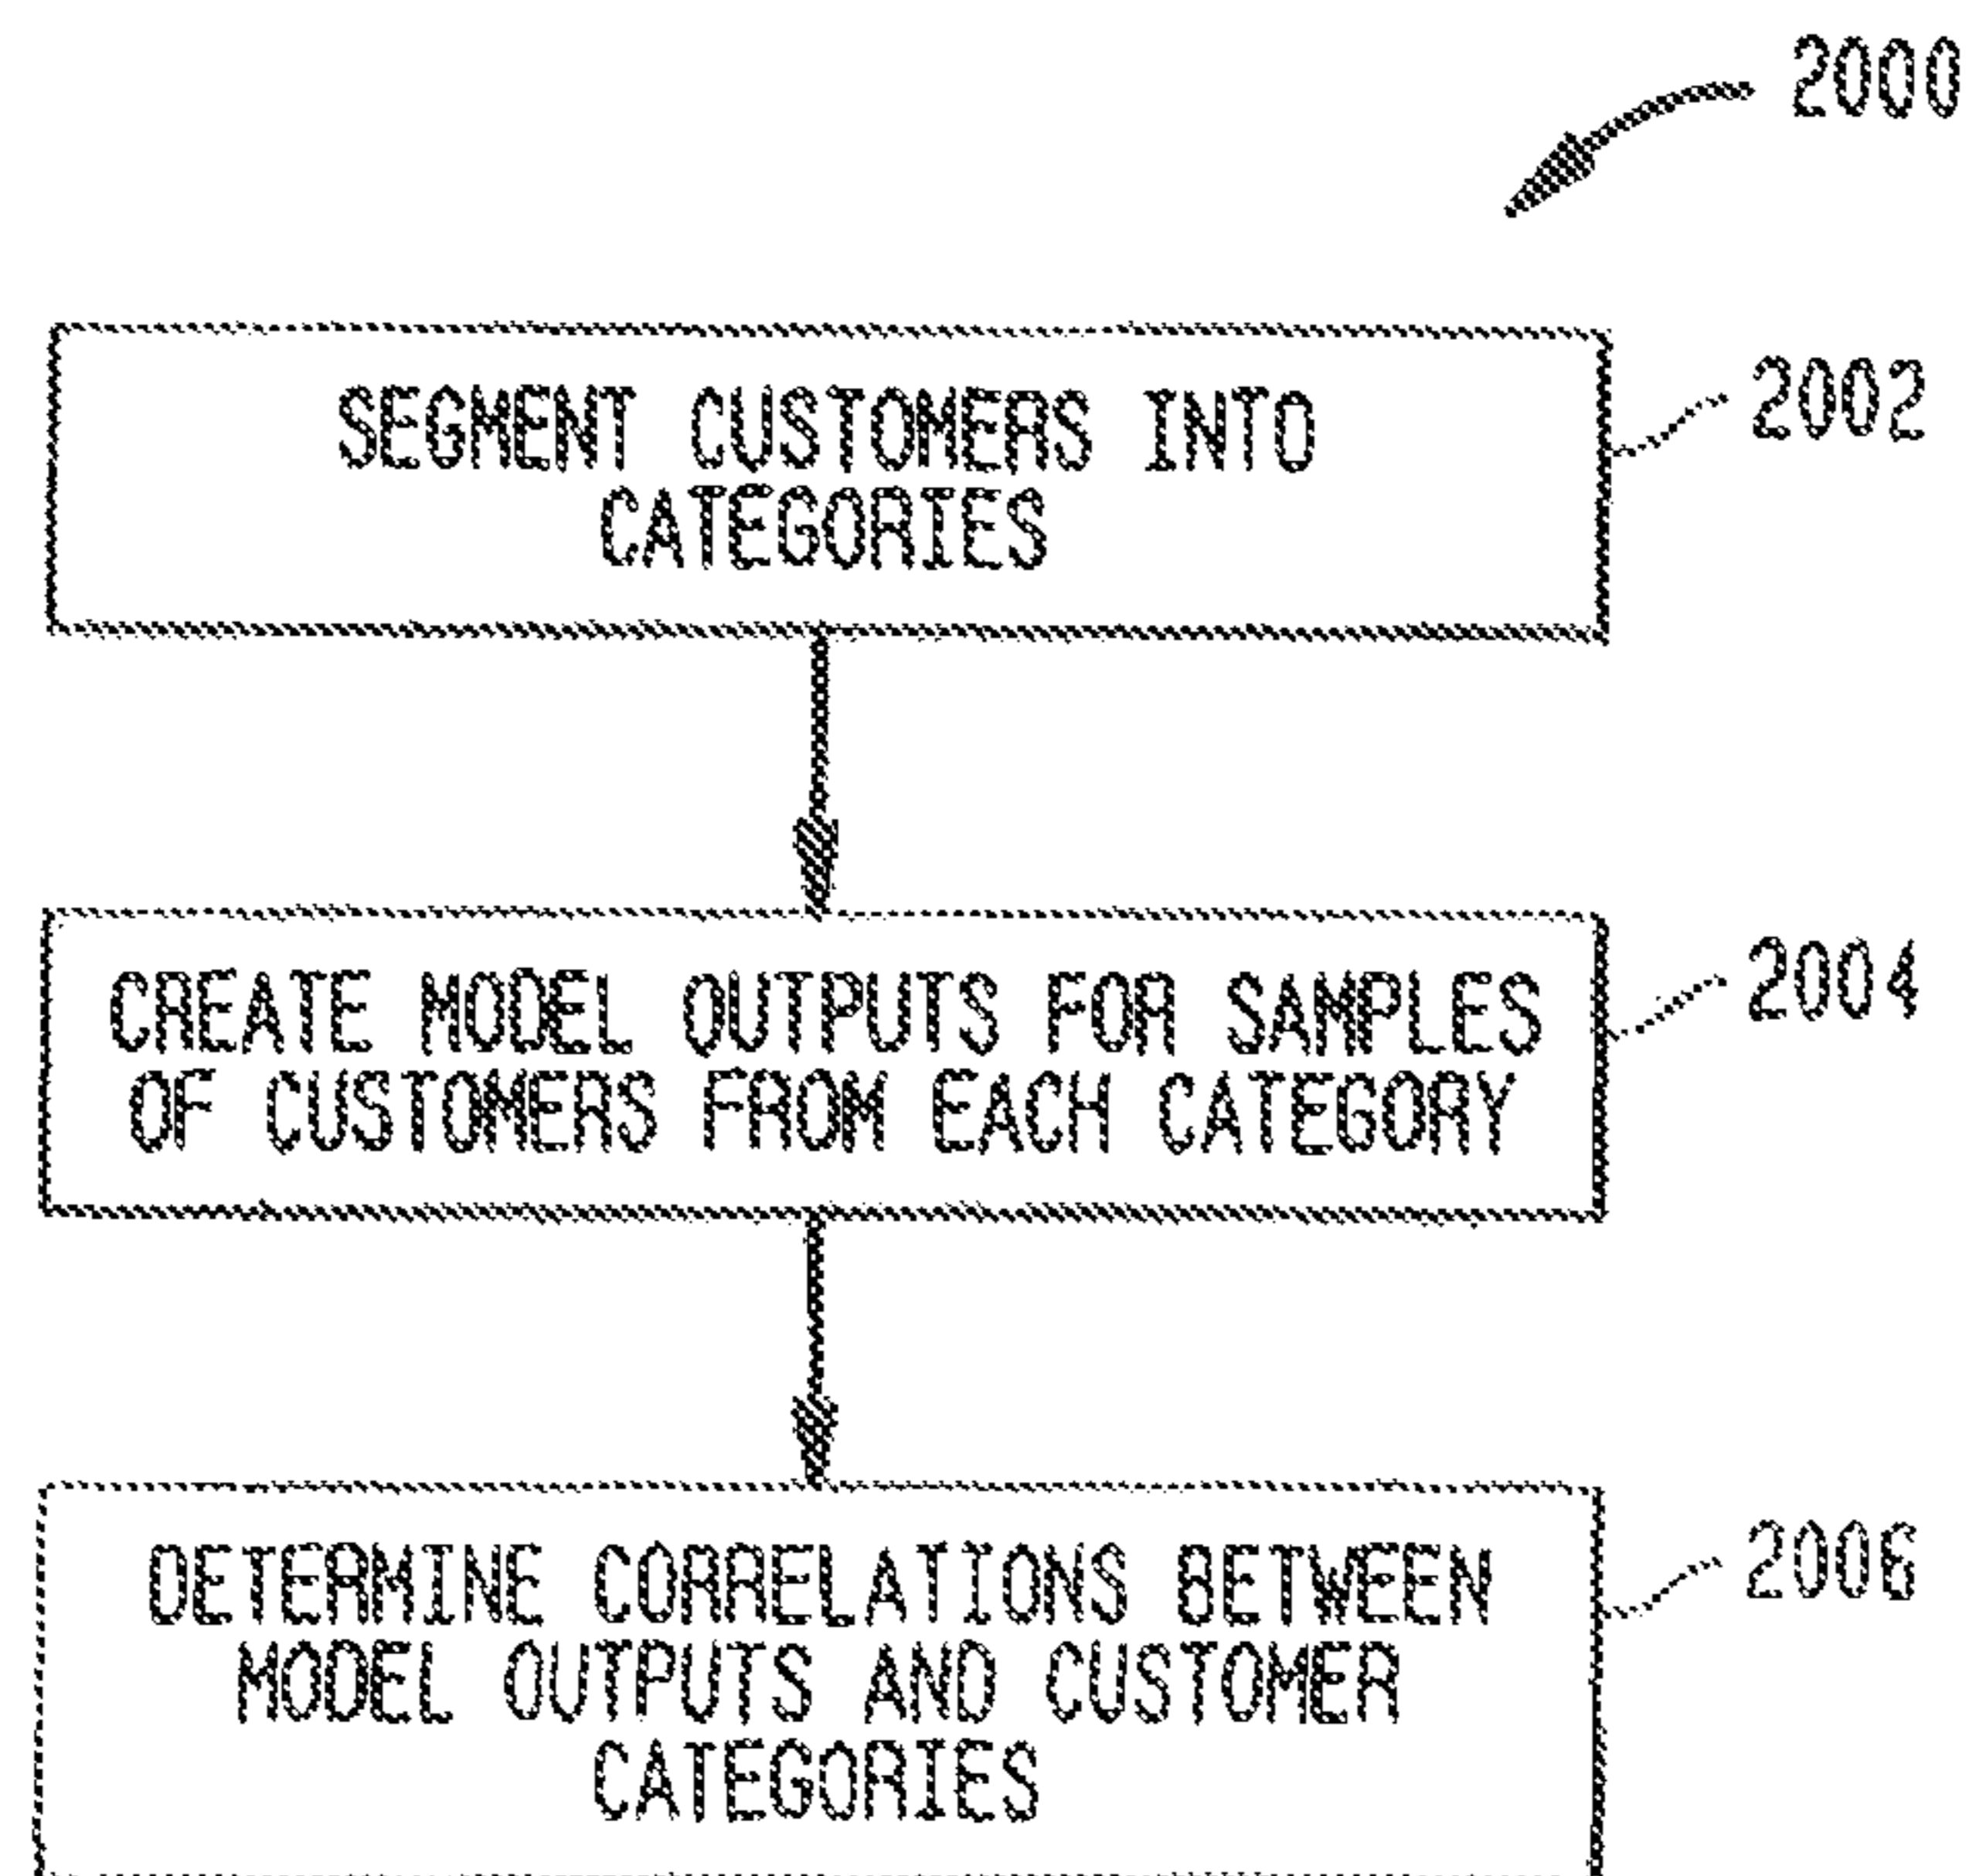 2000
SEGMENT CUSTOMERS INTO
CATEGORIES
2002
CREATE MODEL OUTPUTS FOR SAMPLES
OF CUSTOMERS FROM EACH CATEGORY
2004
DETERMINE CORRELATIONS BETWEEN
MODEL OUTPUTS AND CUSTOMER
CATEGORIES
2006